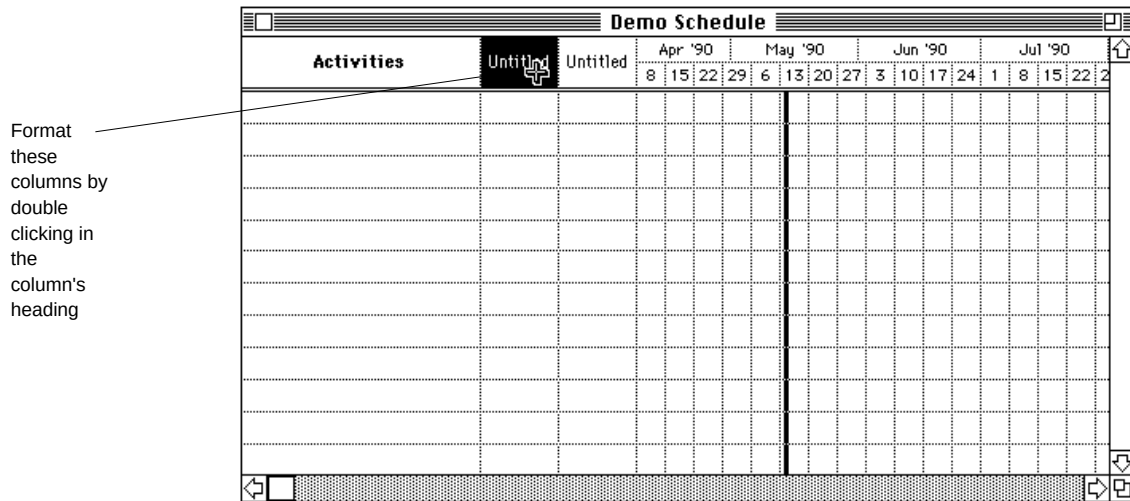 Demo Schedule
Activities Untitled Untitled Apr '90 May '90 Jun '90 Jul '90
8 15 22 29 6 13 20 27 3 10 17 24 1 8 15 22 2
Format
these
columns by
double
clicking in
the
column's
heading